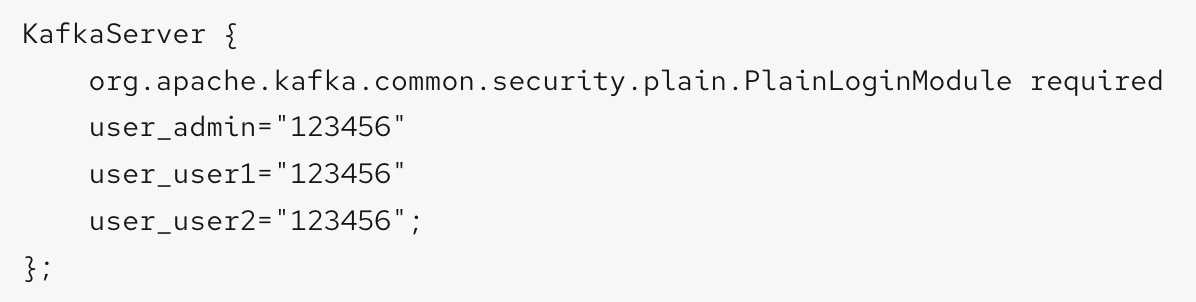 KafkaServer {
    org.apache.kafka.common.security.plain.PlainLoginModule required
    user_admin="123456"
    user_user1="123456"
    user_user2="123456";
};